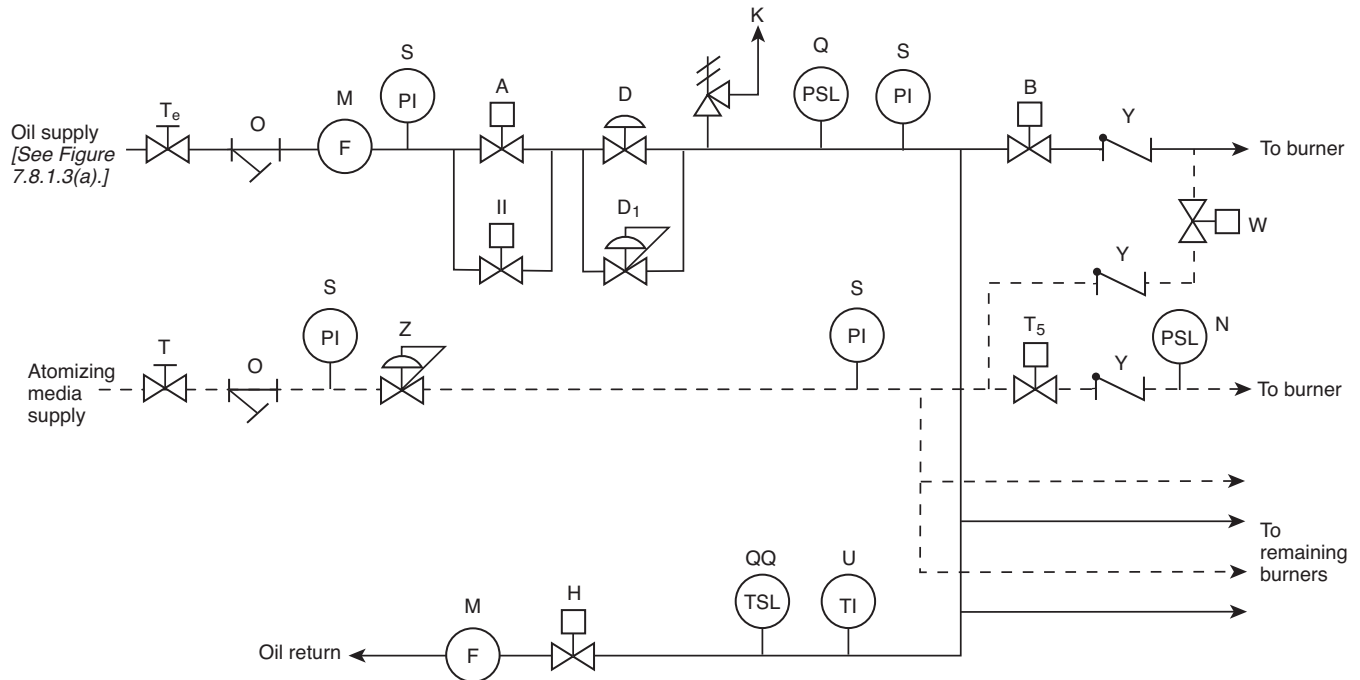 K
S
Q
S
M
A
D
B
Y
Tₑ
O
PI
PSL
PI
Oil supply
[See Figure
7.8.1.3(a).]
F
To burner
II
D₁
W
Y
S
S
T₅
N
T
O
PI
Z
PI
PSL
Y
Atomizing
media
supply
To burner
To
remaining
burners
QQ
U
M
H
TSL
TI
Oil return
F